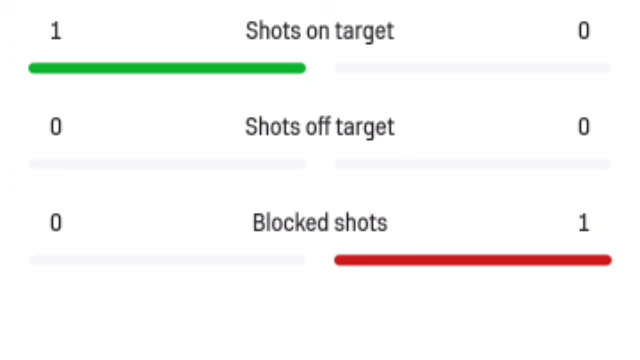 1 Shots on target 0
0 Shots off target 0
0 Blocked shots 1